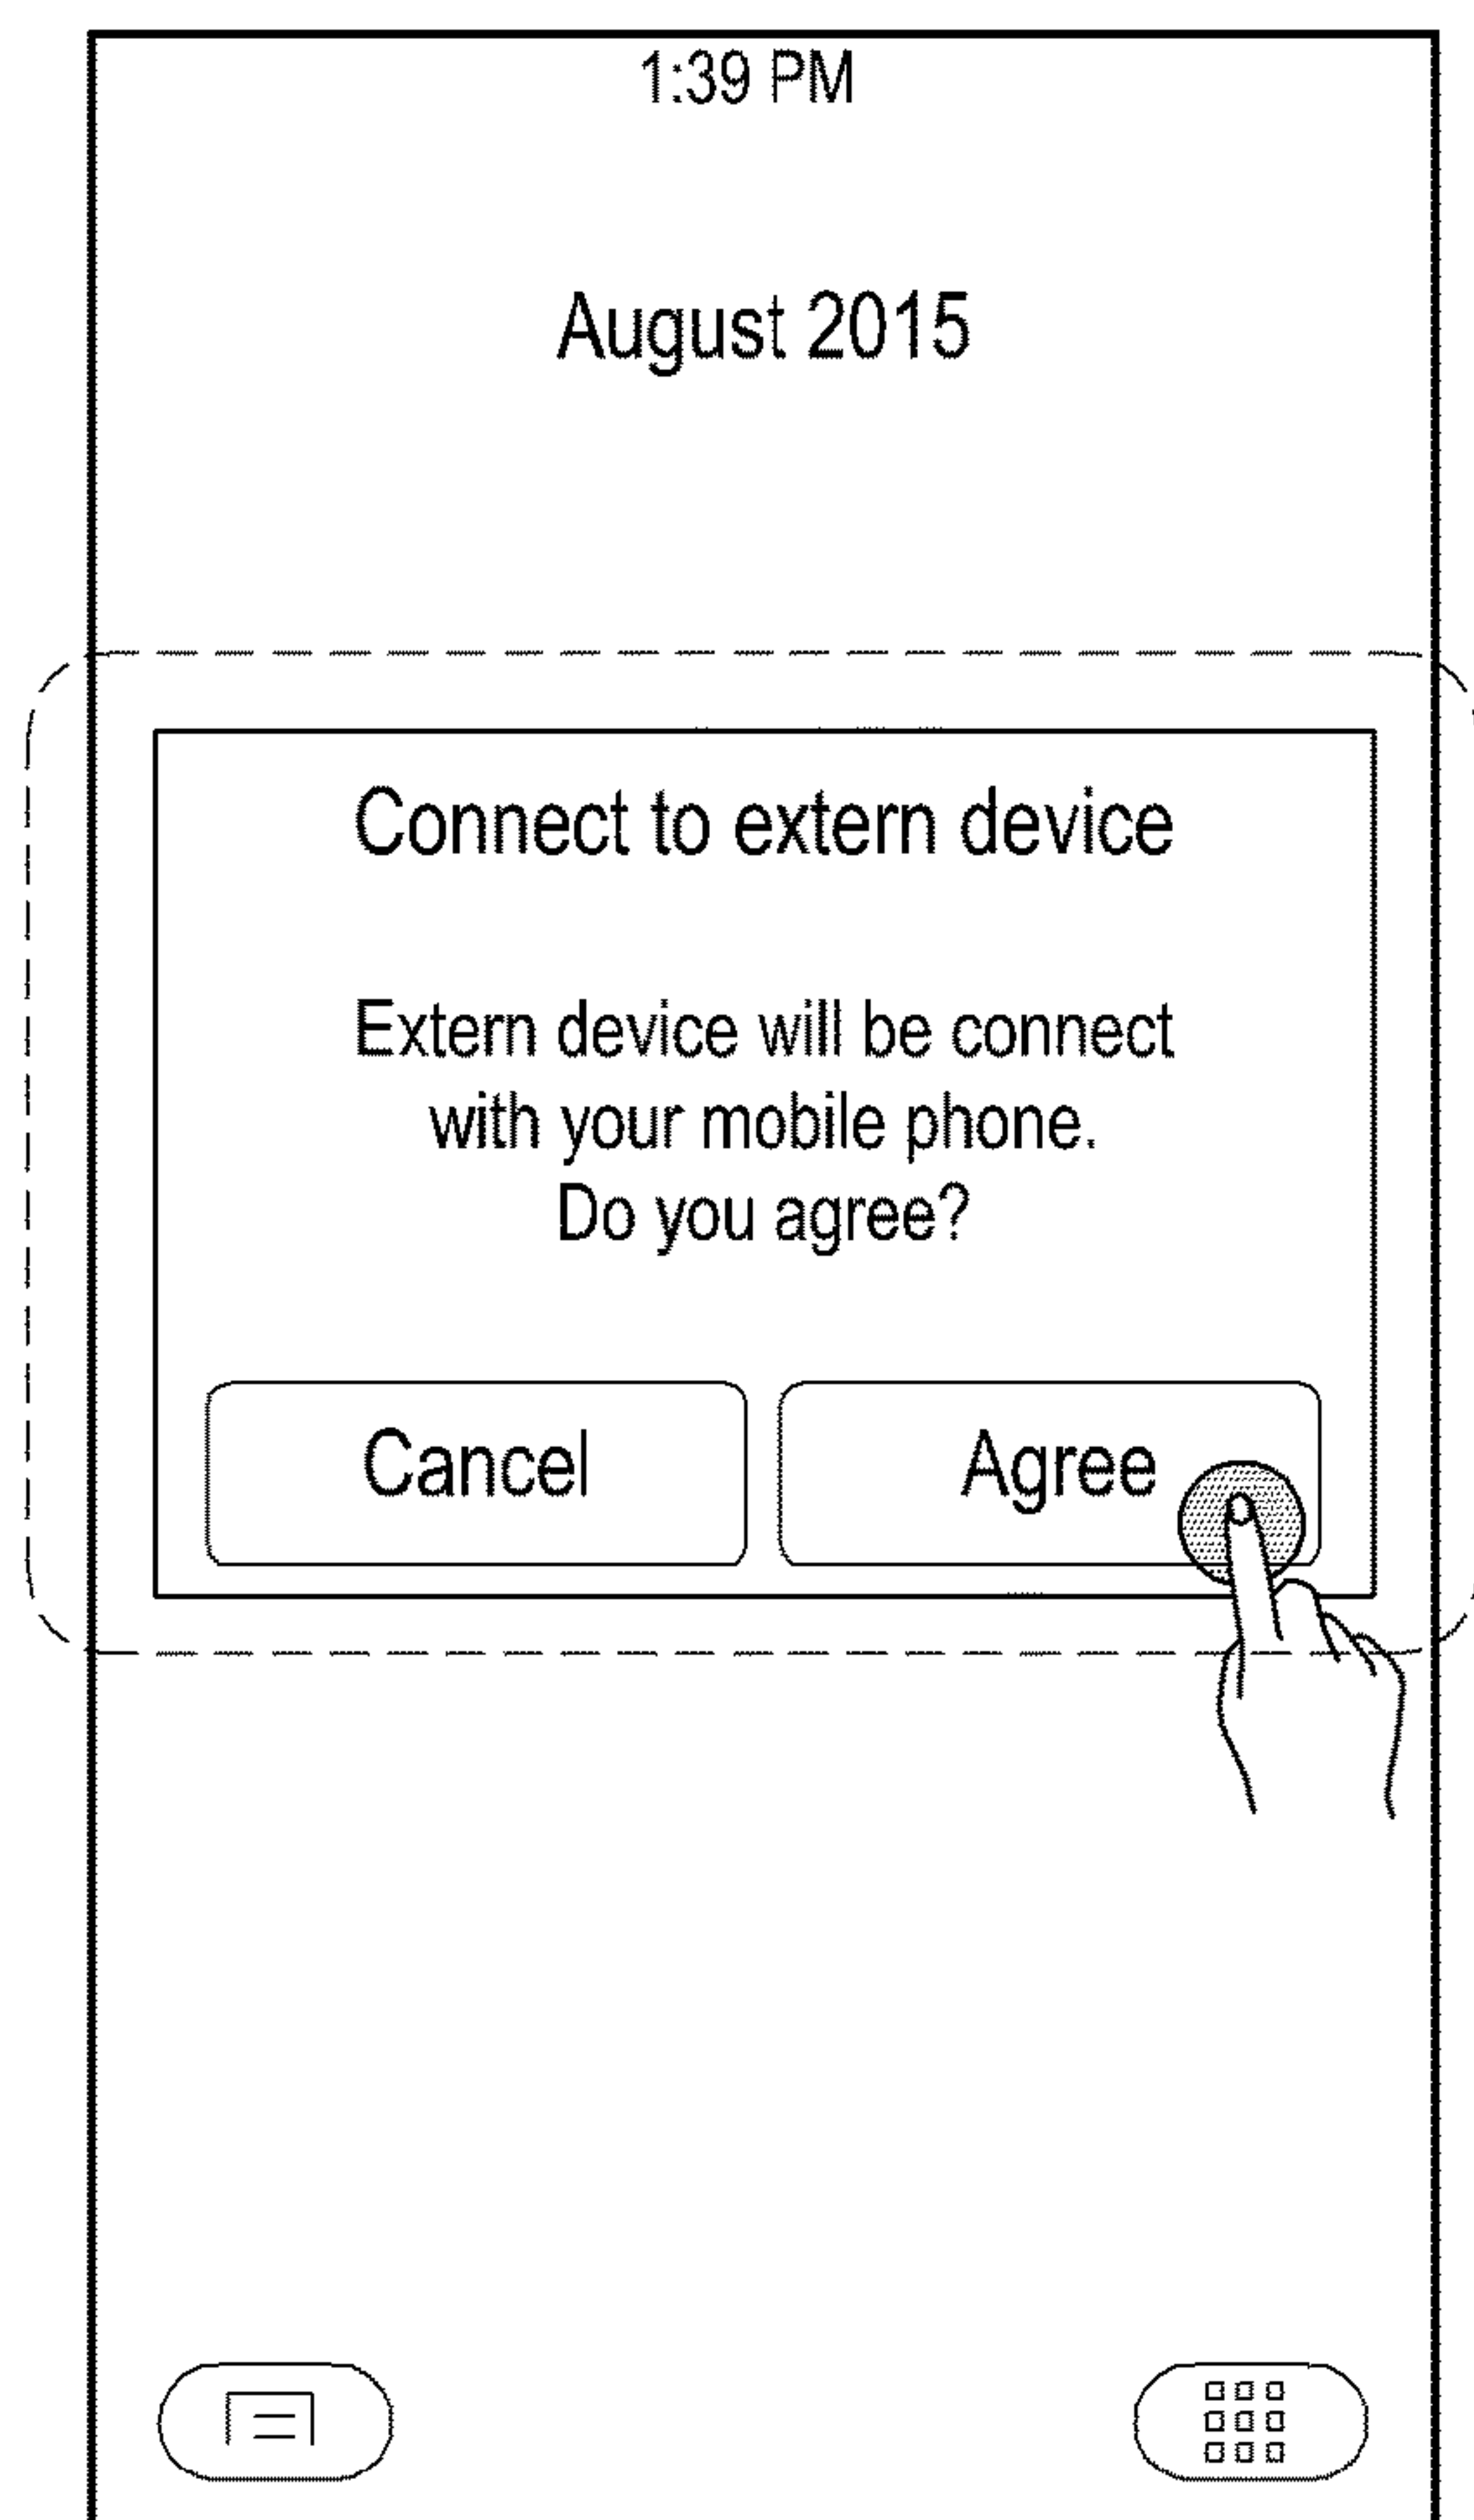 1:39 PM
August 2015
Connect to extern device
Extern device will be connect
with your mobile phone.
Do you agree?
Cancel
Agree